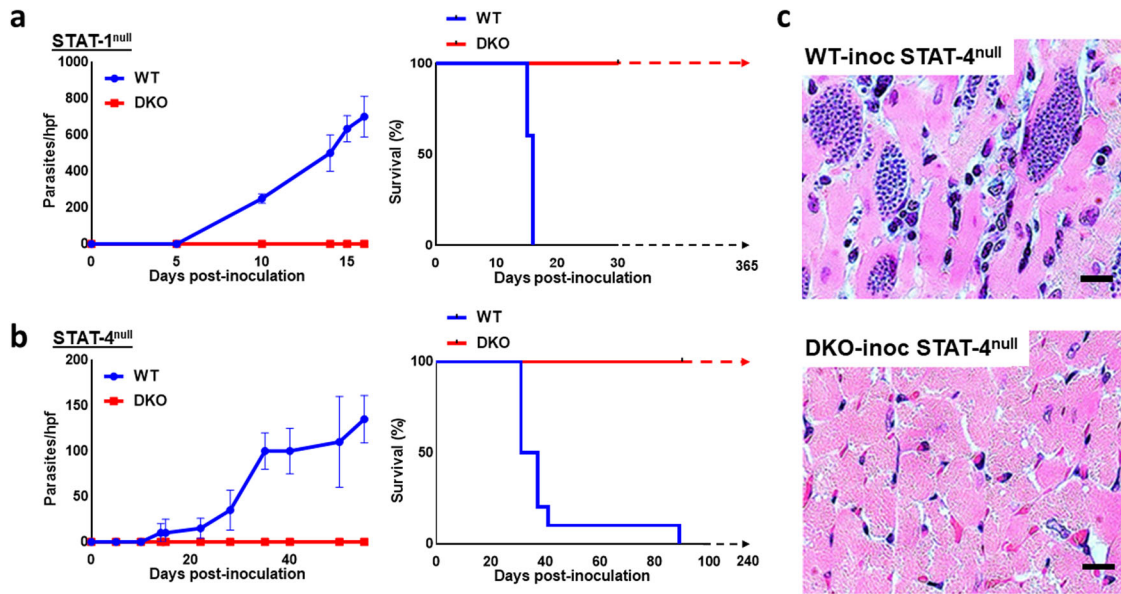 a
STAT-1null
WT
DKO
Parasites/hpf
1000
800
600
400
200
0
0 5 10 15
Days post-inoculation
WT
DKO
Survival (%)
100
50
0
0 10 20 30 365
Days post-inoculation
b
STAT-4null
WT
DKO
Parasites/hpf
200
150
100
50
0
0 20 40
Days post-inoculation
WT
DKO
Survival (%)
100
50
0
0 20 40 60 80 100 240
Days post-inoculation
c
WT-inoc STAT-4null
DKO-inoc STAT-4null